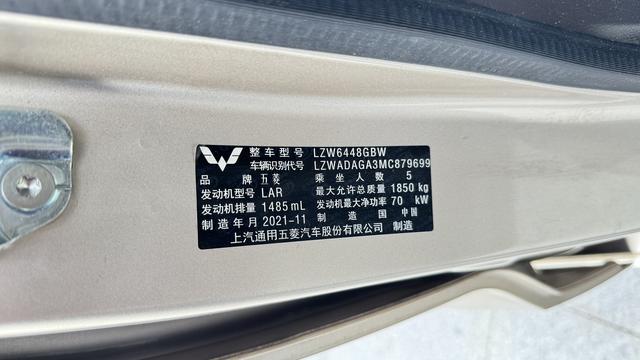 整车型号 LZW6448GBW
车辆识别代号 LZWADAGA3MC879699
品牌 五菱 乘坐人数 5
发动机型号 LAR 最大允许总质量 1850 kg
发动机排量 1485 mL 发动机最大净功率 70 kW
制造年月 2021-11 制造国 中国
上汽通用五菱汽车股份有限公司 制造